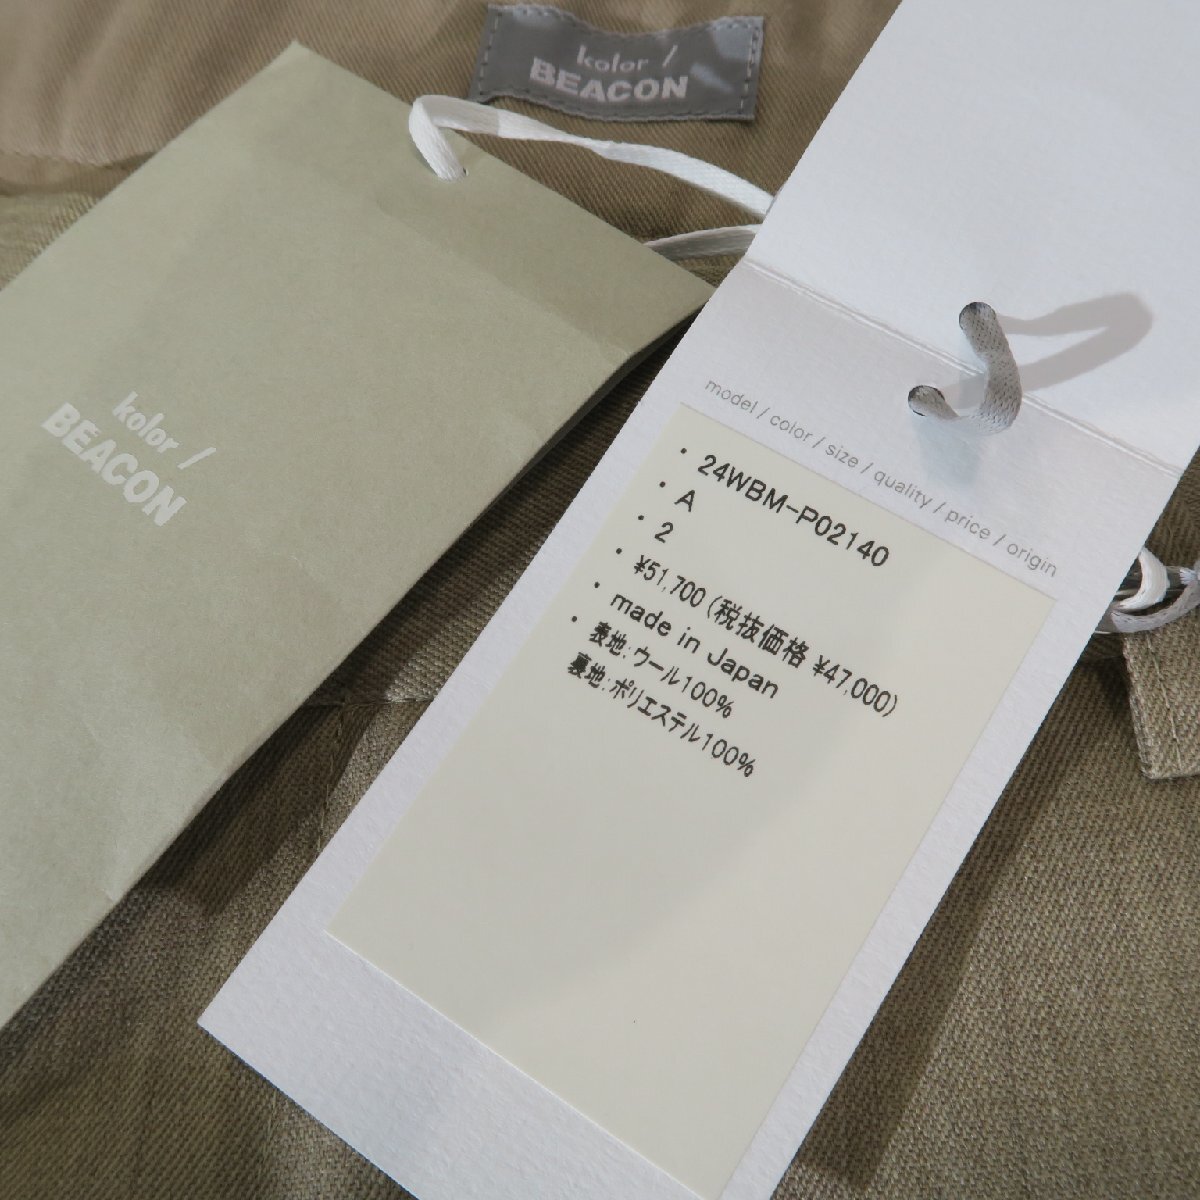 kolor /
BEACON
kolor /
BEACON
model / color / size / quality / price / origin
・24WBM-P02140
・A
・2
・¥51,700 (税抜価格 ¥47,000)
・made in Japan
・表地:ウール100%
裏地:ポリエステル100%